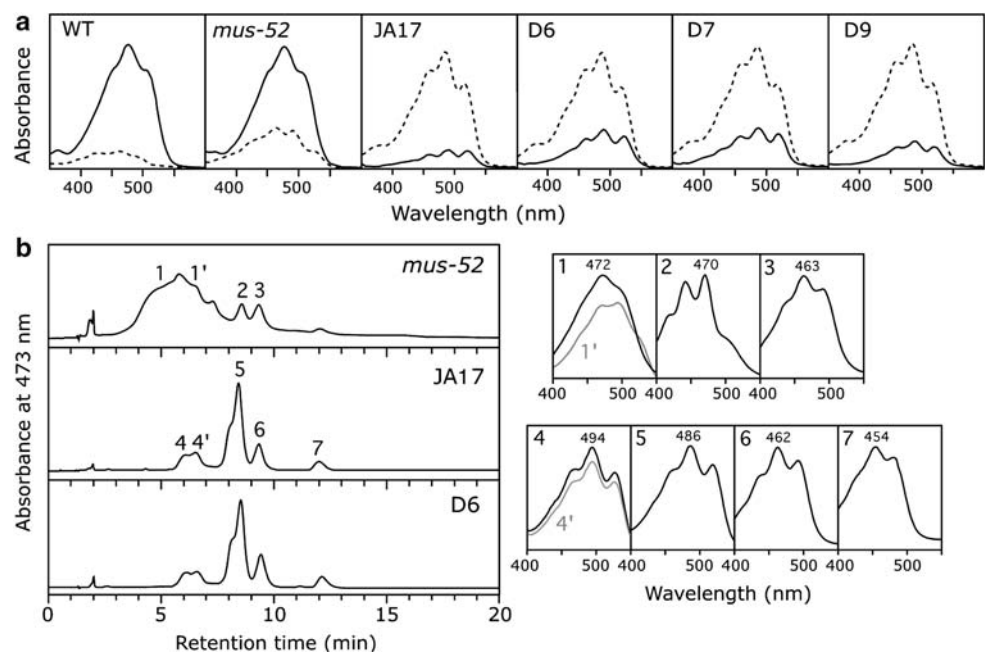 a
WT
mus-52
JA17
D6
D7
D9
Absorbance
400 500 400 500 400 500 400 500 400 500 400 500
Wavelength (nm)
b
mus-52
1 1' 2 3
JA17
4 4' 5 6 7
D6
Absorbance at 473 nm
0 5 10 15 20
Retention time (min)
1 472 1'
2 470
3 463
400 500 400 500 400 500
4 494 4'
5 486
6 462
7 454
400 500 400 500 400 500 400 500
Wavelength (nm)